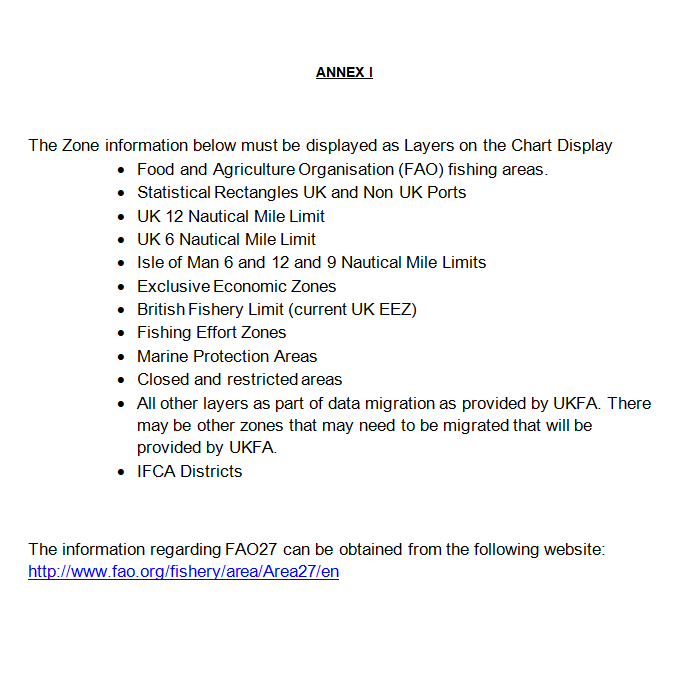 ANNEX I
The Zone information below must be displayed as Layers on the Chart Display
• Food and Agriculture Organisation (FAO) fishing areas.
• Statistical Rectangles UK and Non UK Ports
• UK 12 Nautical Mile Limit
• UK 6 Nautical Mile Limit
• Isle of Man 6 and 12 and 9 Nautical Mile Limits
• Exclusive Economic Zones
• British Fishery Limit (current UK EEZ)
• Fishing Effort Zones
• Marine Protection Areas
• Closed and restricted areas
• All other layers as part of data migration as provided by UKFA. There
may be other zones that may need to be migrated that will be
provided by UKFA.
• IFCA Districts
The information regarding FAO27 can be obtained from the following website:
http://www.fao.org/fishery/area/Area27/en